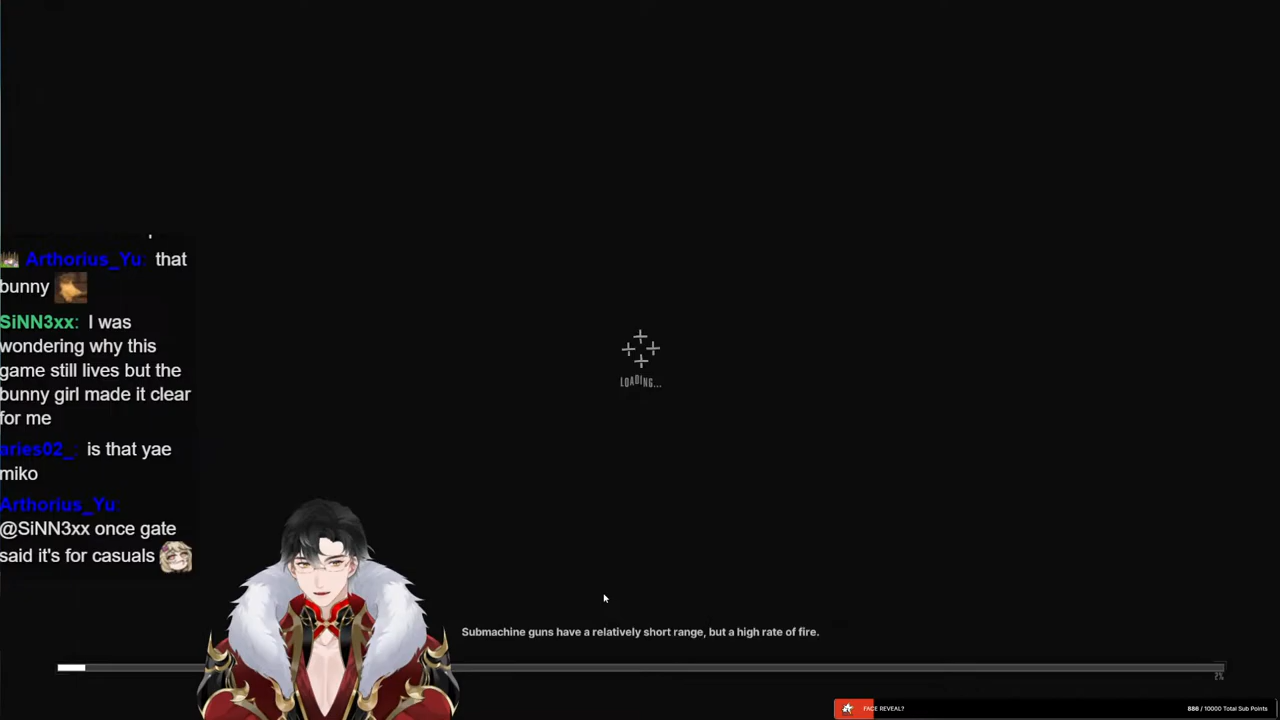 Arthorius_Yu: that
bunny
SiNN3xx: I was
wondering why this
game still lives but the
bunny girl made it clear
for me
aries02_: is that yae
miko
Arthorius_Yu:
@SiNN3xx once gate
said it's for casuals
LOADING...
Submachine guns have a relatively short range, but a high rate of fire.
2%
FACE REVEAL?
886 / 10000 Total Sub Points